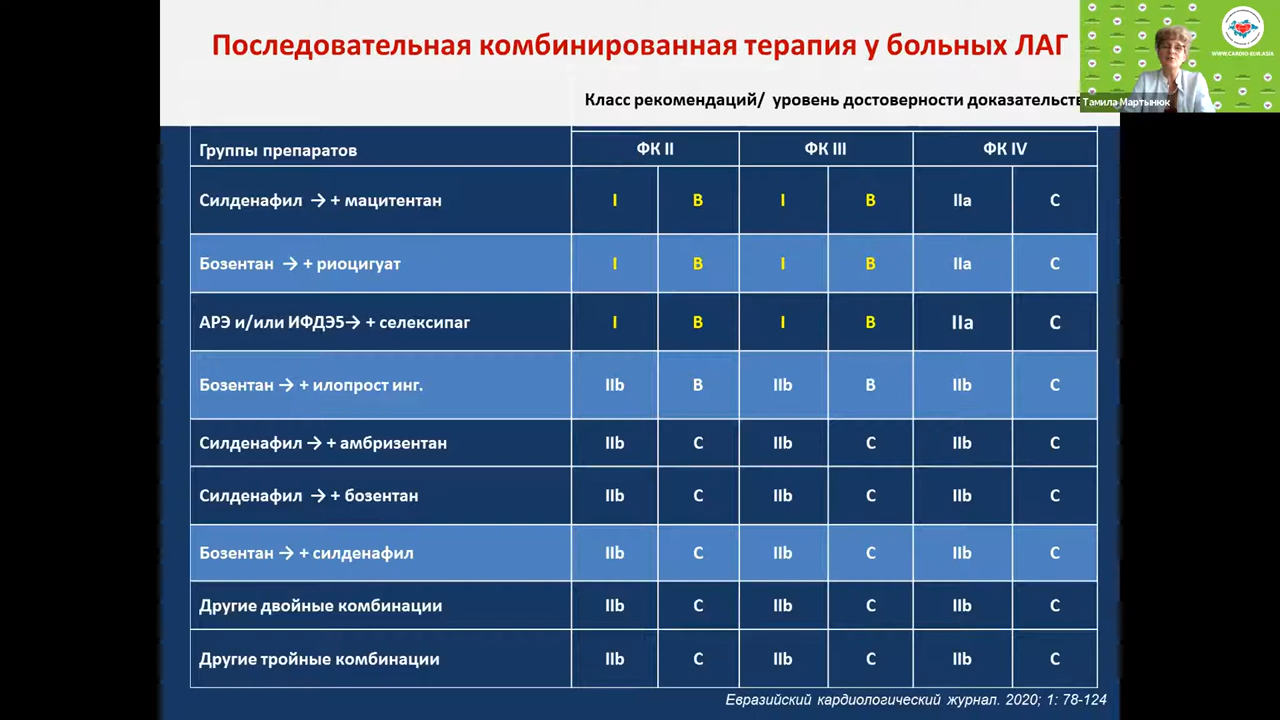 Последовательная комбинированная терапия у больных ЛАГ
WWW.CARDIO-EUR.ASIA
Тамила Мартынюк
Класс рекомендаций/ уровень достоверности доказательств
Группы препаратов ФК II ФК III ФК IV
Силденафил → + мацитентан I B I B IIa C
Бозентан → + риоцигуат I B I B IIa C
АРЭ и/или ИФДЭ5→ + селексипаг I B I B IIa C
Бозентан → + илопрост инг. IIb B IIb B IIb C
Силденафил → + амбризентан IIb C IIb C IIb C
Силденафил → + бозентан IIb C IIb C IIb C
Бозентан → + силденафил IIb C IIb C IIb C
Другие двойные комбинации IIb C IIb C IIb C
Другие тройные комбинации IIb C IIb C IIb C
Евразийский кардиологический журнал. 2020; 1: 78-124